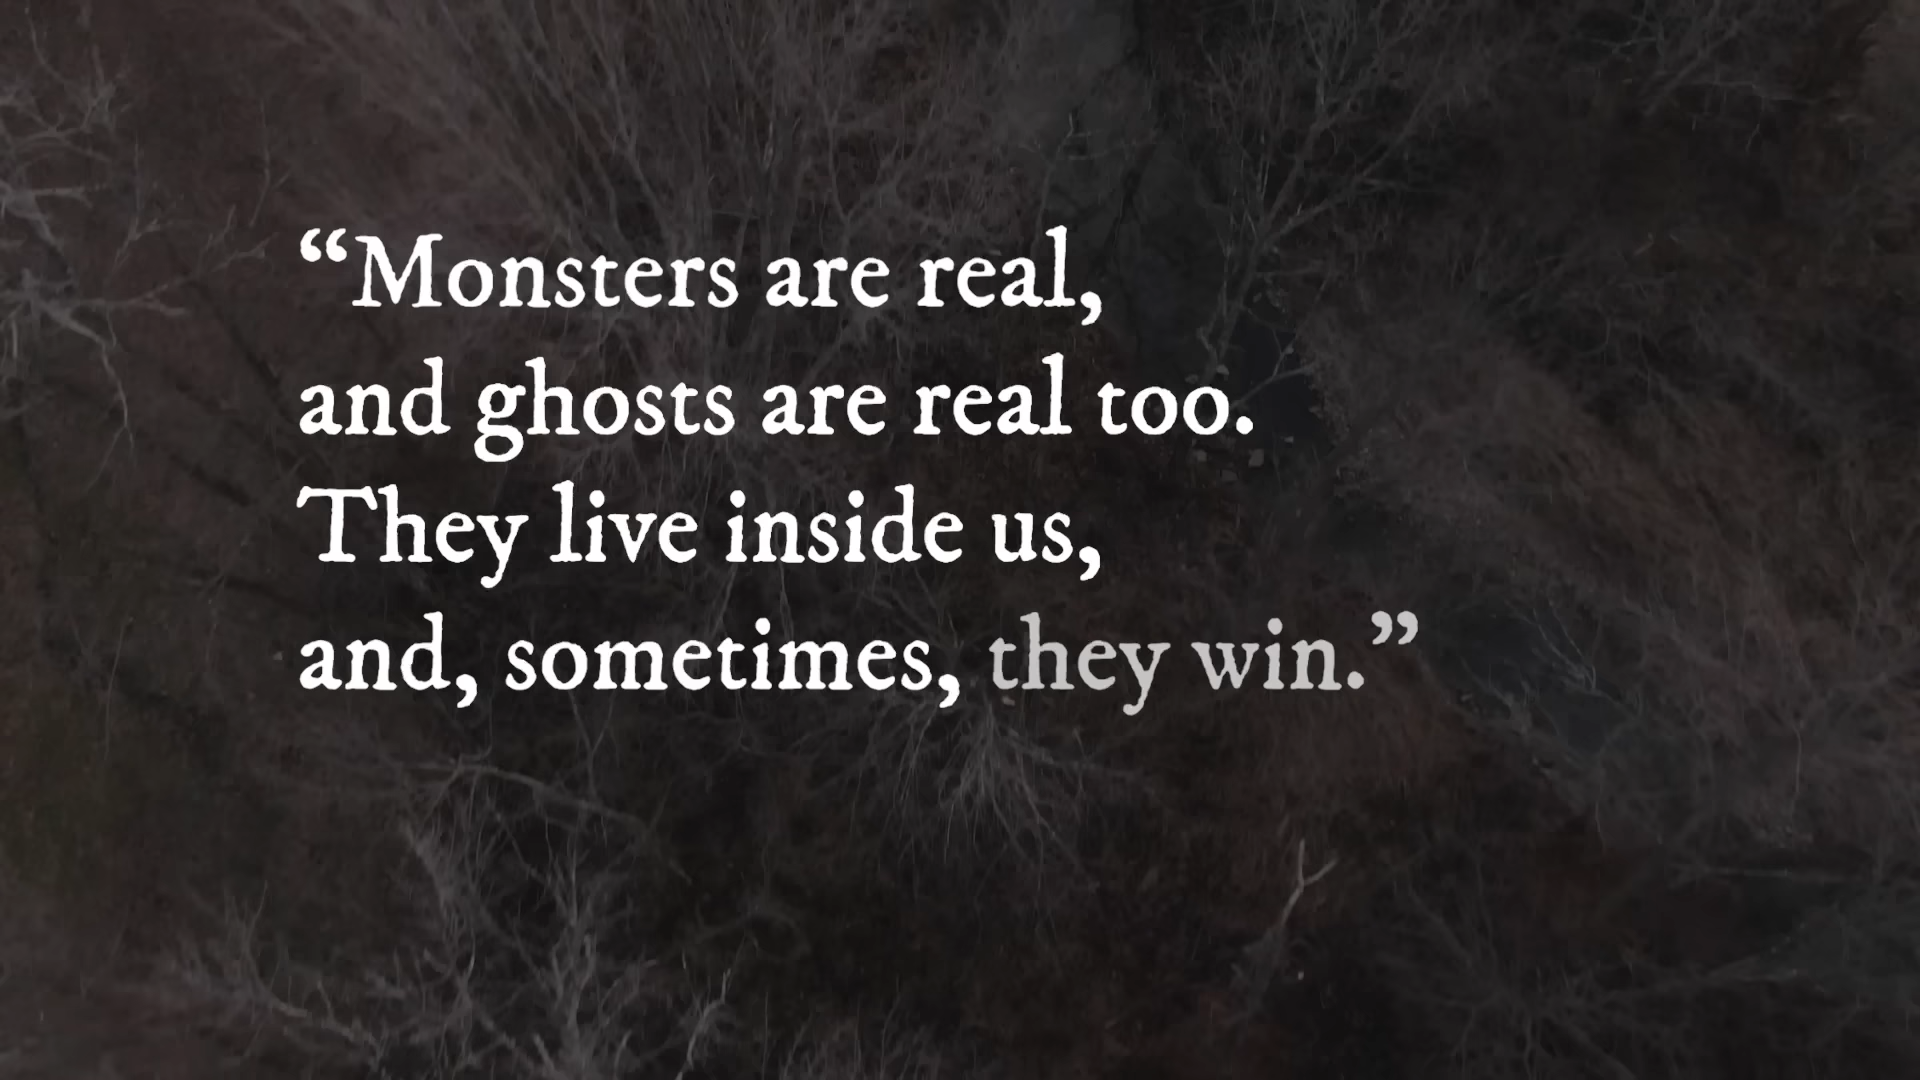 “Monsters are real,
and ghosts are real too.
They live inside us,
and, sometimes, they win.”